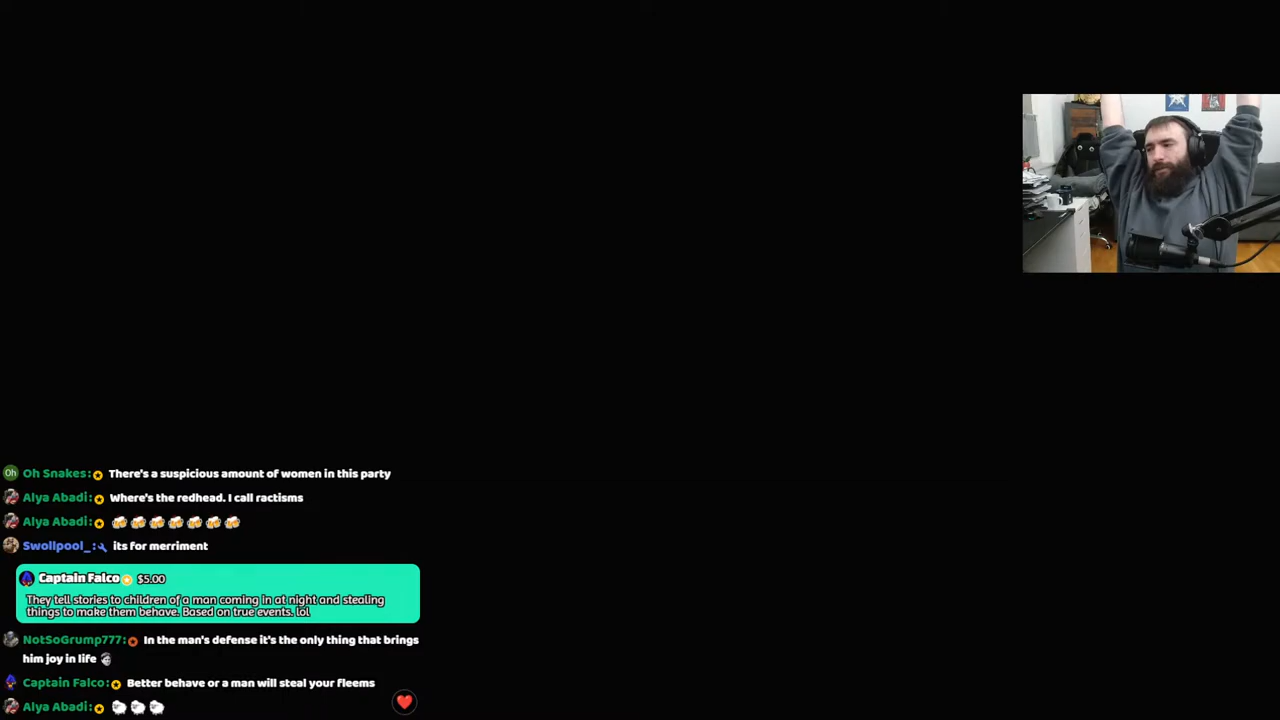 Oh Snakes: There's a suspicious amount of women in this party
Alya Abadi: Where's the redhead. I call ractisms
Alya Abadi: 🍻🍻🍻🍻🍻🍻🍻
Swollpool_: its for merriment
Captain Falco $5.00
They tell stories to children of a man coming in at night and stealing
things to make them behave. Based on true events. lol
NotSoGrump777: In the man's defense it's the only thing that brings
him joy in life
Captain Falco: Better behave or a man will steal your fleems
Alya Abadi: 🐑🐑🐑